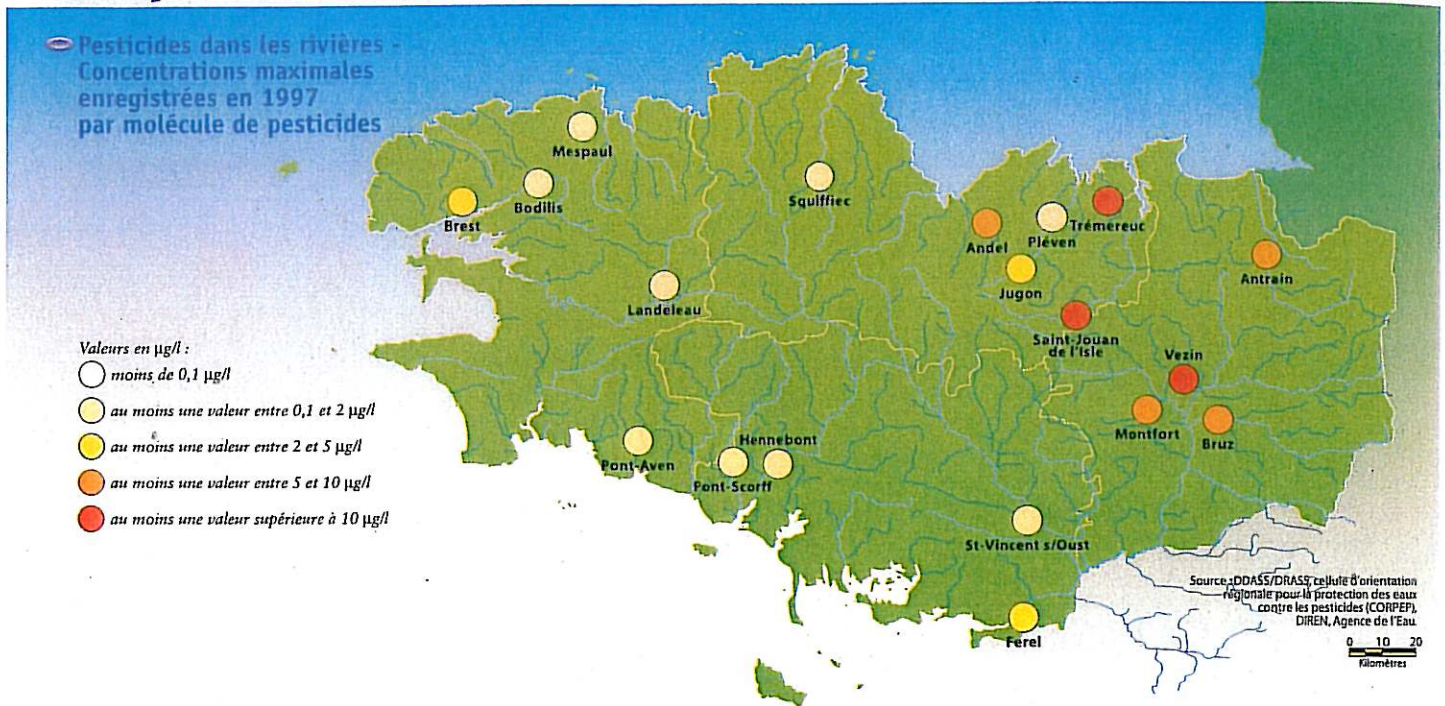 Pesticides dans les rivières -
Concentrations maximales
enregistrées en 1997
par molécule de pesticides
Mespaul
Bodilis
Brest
Squiffiec
Landeleau
Andel
Pléven
Trémereuc
Jugon
Antrain
Saint-Jouan
de l'Isle
Vezin
Montfort
Bruz
Valeurs en µg/l :
moins de 0,1 µg/l
au moins une valeur entre 0,1 et 2 µg/l
au moins une valeur entre 2 et 5 µg/l
au moins une valeur entre 5 et 10 µg/l
au moins une valeur supérieure à 10 µg/l
Pont-Aven
Hennebont
Pont-Scorff
St-Vincent s/Oust
Ferel
Source : DDASS/DRASS, cellule d'orientation
régionale pour la protection des eaux
contre les pesticides (CORPEP),
DIREN, Agence de l'Eau.
0 10 20
Kilomètres